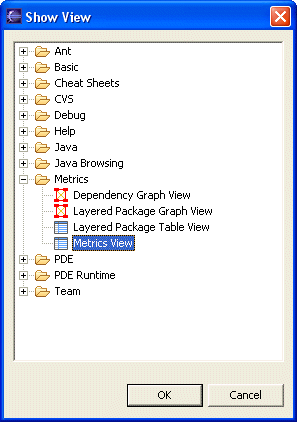 Show View
Ant
Basic
Cheat Sheets
CVS
Debug
Help
Java
Java Browsing
Metrics
Dependency Graph View
Layered Package Graph View
Layered Package Table View
Metrics View
PDE
PDE Runtime
Team
OK Cancel